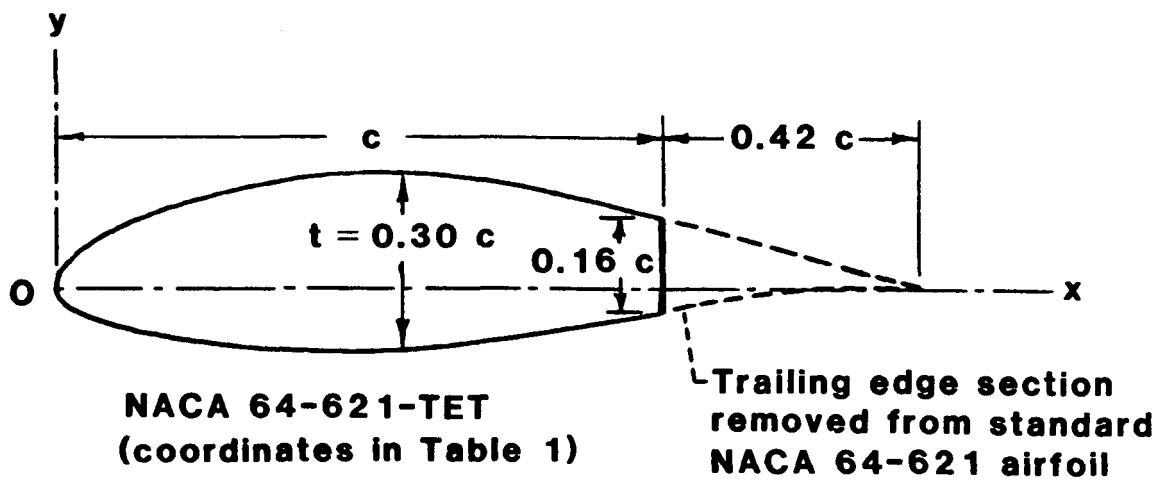 y
c
0.42 c
t = 0.30 c
0.16 c
O
x
NACA 64-621-TET
(coordinates in Table 1)
Trailing edge section
removed from standard
NACA 64-621 airfoil